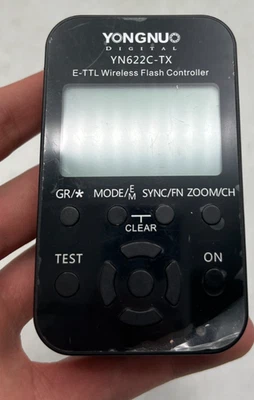 YONGNUO
DIGITAL
YN622C-TX
E-TTL Wireless Flash Controller
GR/* MODE/E/M SYNC/FN ZOOM/CH
CLEAR
TEST ON